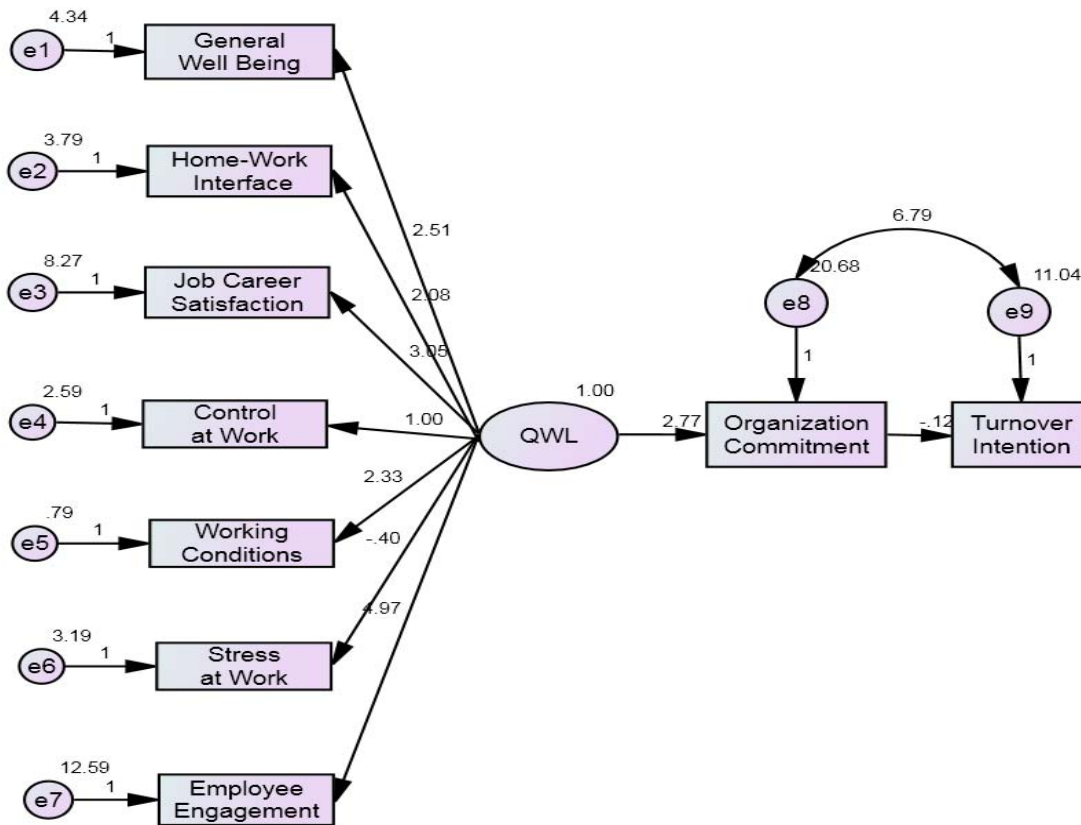 4.34
e1
1
General
Well Being
3.79
e2
1
Home-Work
Interface
8.27
e3
1
Job Career
Satisfaction
2.59
e4
1
Control
at Work
.79
e5
1
Working
Conditions
3.19
e6
1
Stress
at Work
12.59
e7
1
Employee
Engagement
2.51
2.08
3.05
1.00
2.33
-.40
4.97
1.00
QWL
2.77
6.79
20.68
e8
1
11.04
e9
1
Organization
Commitment
-.12
Turnover
Intention